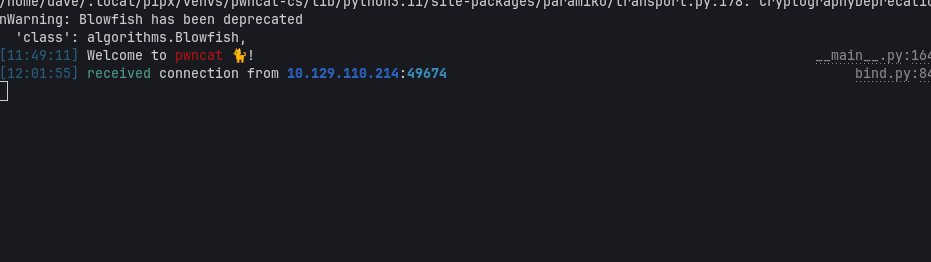 /home/dave/.local/pipx/venvs/pwncat-cs/lib/python3.11/site-packages/paramiko/transport.py:178: CryptographyDeprecatio
nWarning: Blowfish has been deprecated
'class': algorithms.Blowfish,
[11:49:11] Welcome to pwncat 🐈! __main__.py:164
[12:01:55] received connection from 10.129.110.214:49674 bind.py:84